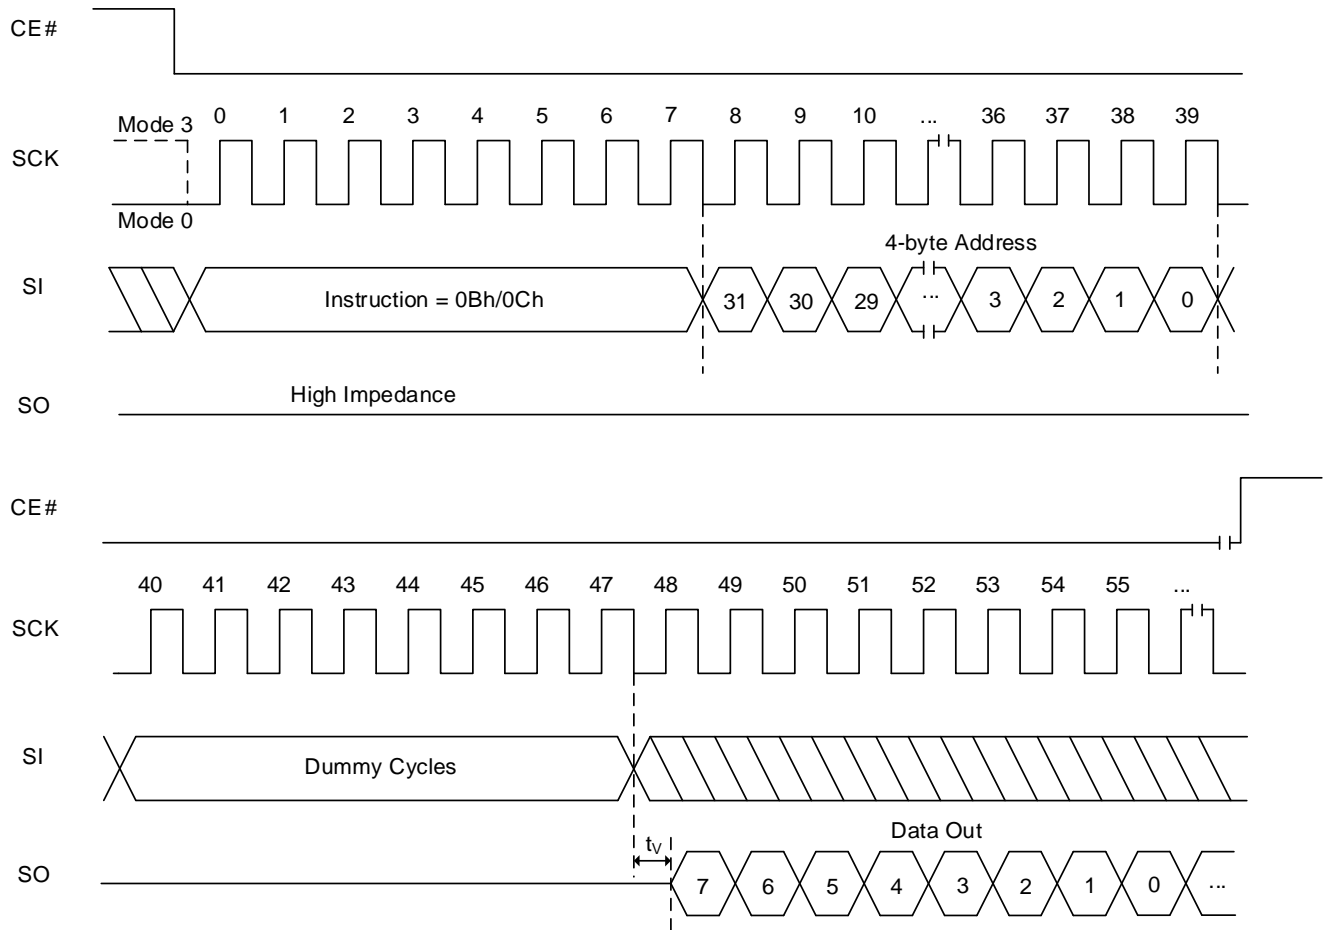 CE#
Mode 3 0 1 2 3 4 5 6 7 8 9 10 ... 36 37 38 39
SCK
Mode 0
4-byte Address
SI Instruction = 0Bh/0Ch 31 30 29 ... 3 2 1 0
High Impedance
SO
CE#
40 41 42 43 44 45 46 47 48 49 50 51 52 53 54 55 ...
SCK
SI Dummy Cycles
Data Out
tV
SO 7 6 5 4 3 2 1 0 ...